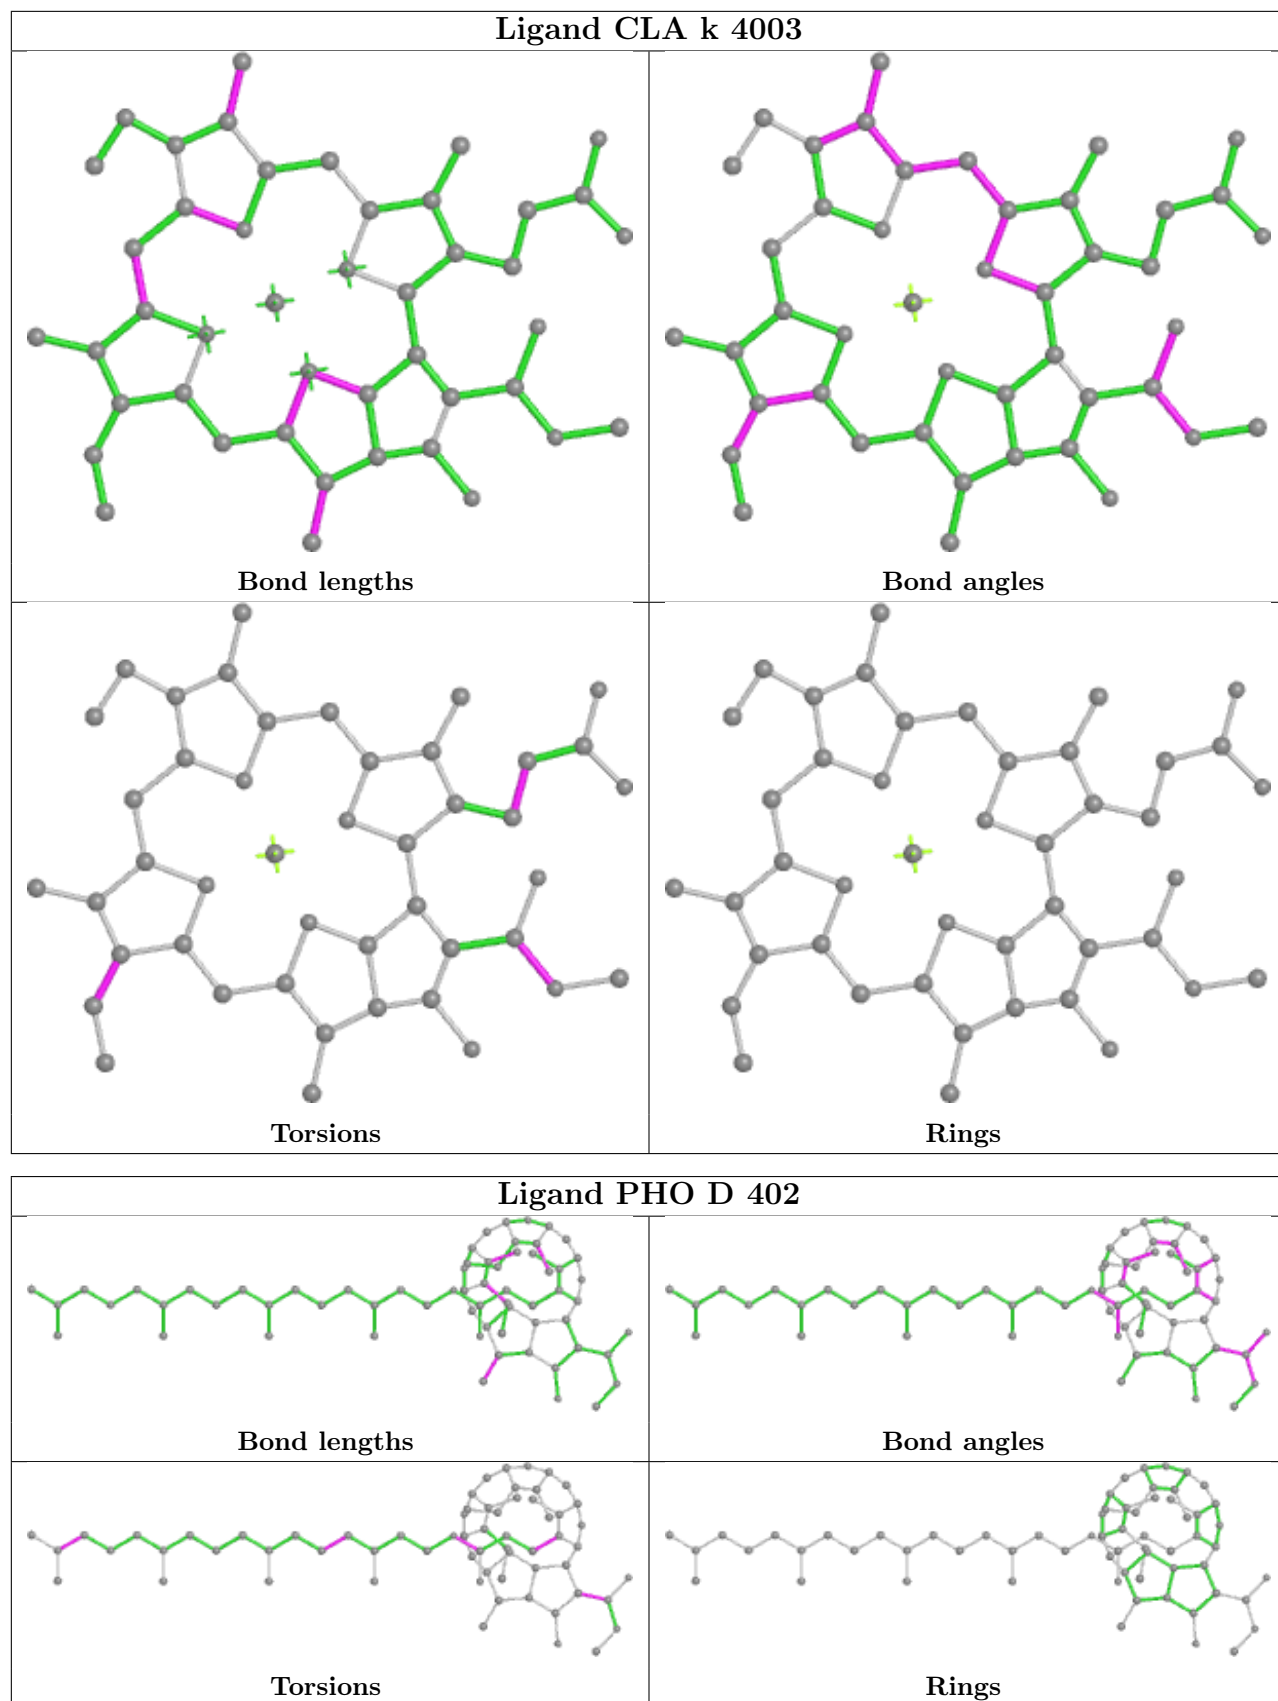 Ligand CLA k 4003
Bond lengths
Bond angles
Torsions
Rings
Ligand PHO D 402
Bond lengths
Bond angles
Torsions
Rings